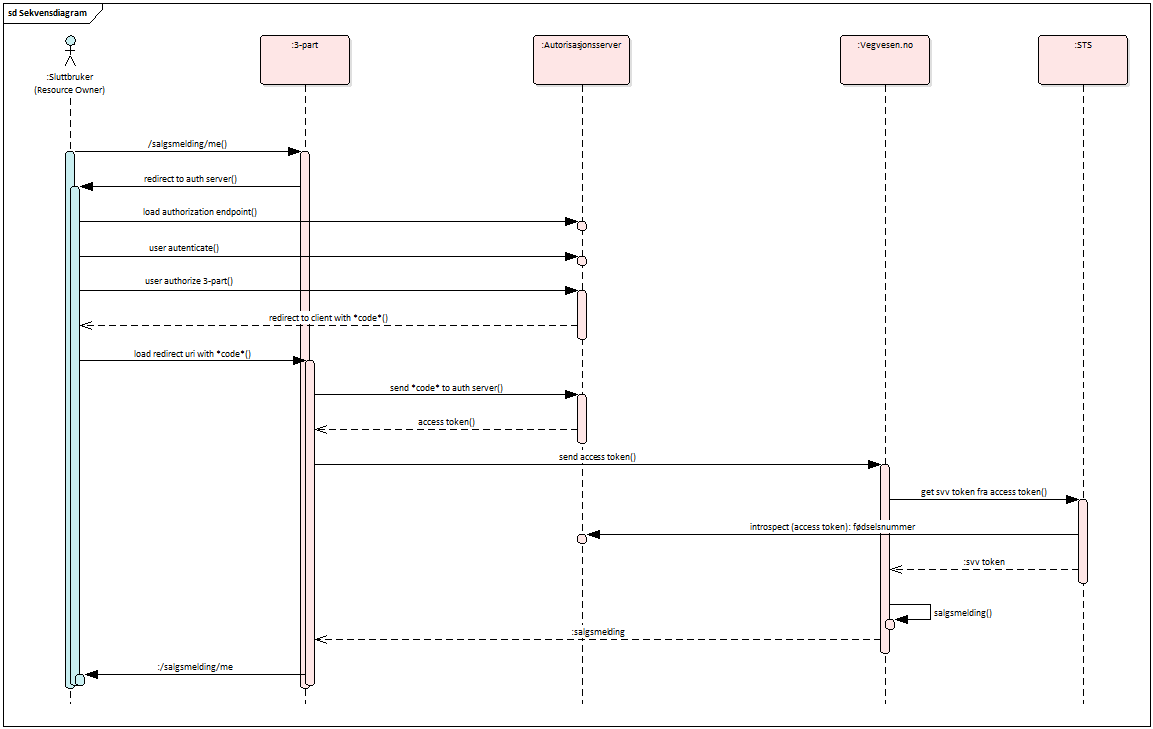 sd Sekvensdiagram
:Sluttbruker
(Resource Owner)
:3-part
:Autorisasjonsserver
:Vegvesen.no
:STS
/salgsmelding/me()
redirect to auth server()
load authorization endpoint()
user autenticate()
user authorize 3-part()
redirect to client with *code*()
load redirect uri with *code*()
send *code* to auth server()
access token()
send access token()
get svv token fra access token()
introspect (access token): fødselsnummer
:svv token
salgsmelding()
:salgsmelding
:/salgsmelding/me